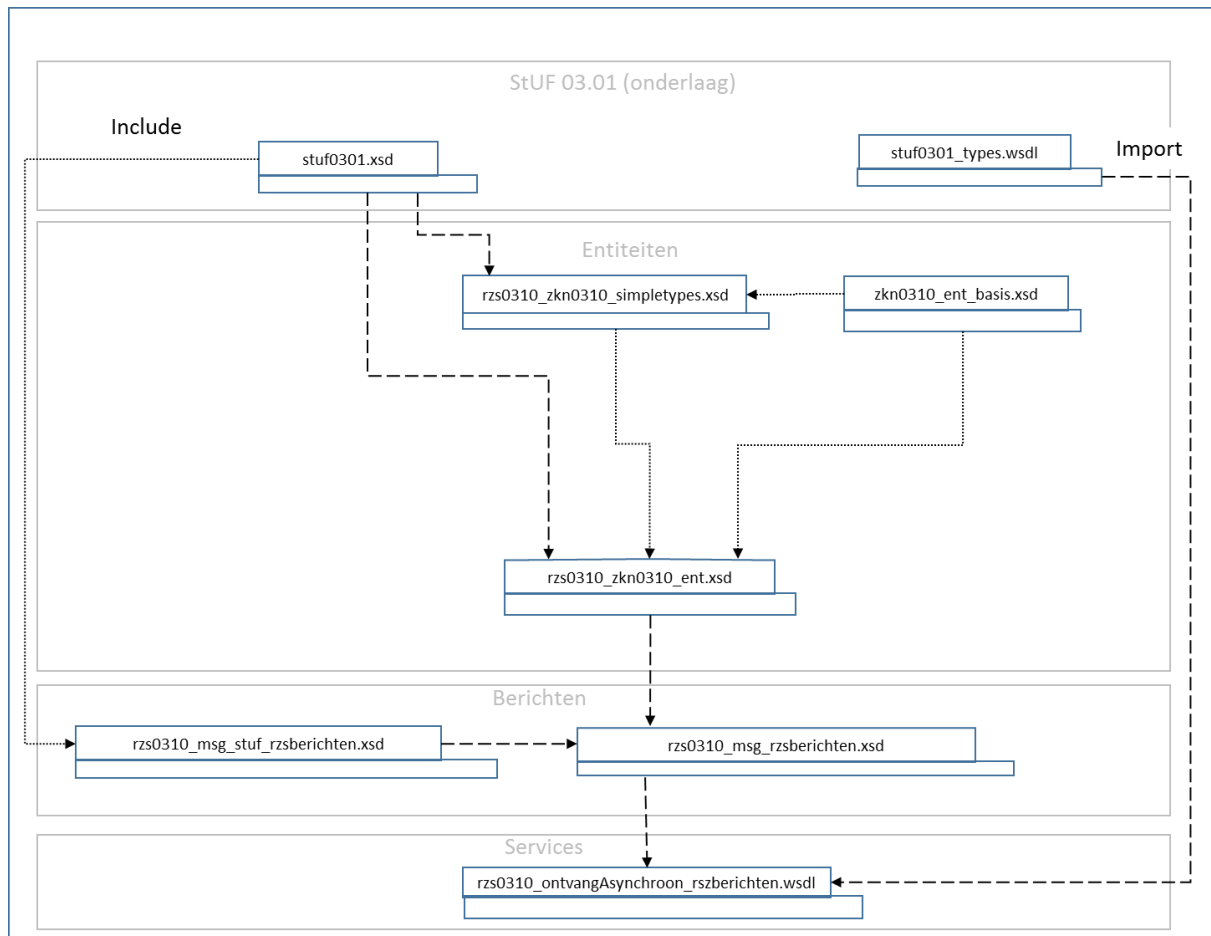 StUF 03.01 (onderlaag)
Include
stuf0301.xsd
stuf0301_types.wsdl
Import
Entiteiten
rzs0310_zkn0310_simpletypes.xsd
zkn0310_ent_basis.xsd
rzs0310_zkn0310_ent.xsd
Berichten
rzs0310_msg_stuf_rzsberichten.xsd
rzs0310_msg_rzsberichten.xsd
Services
rzs0310_ontvangAsynchroon_rszberichten.wsdl